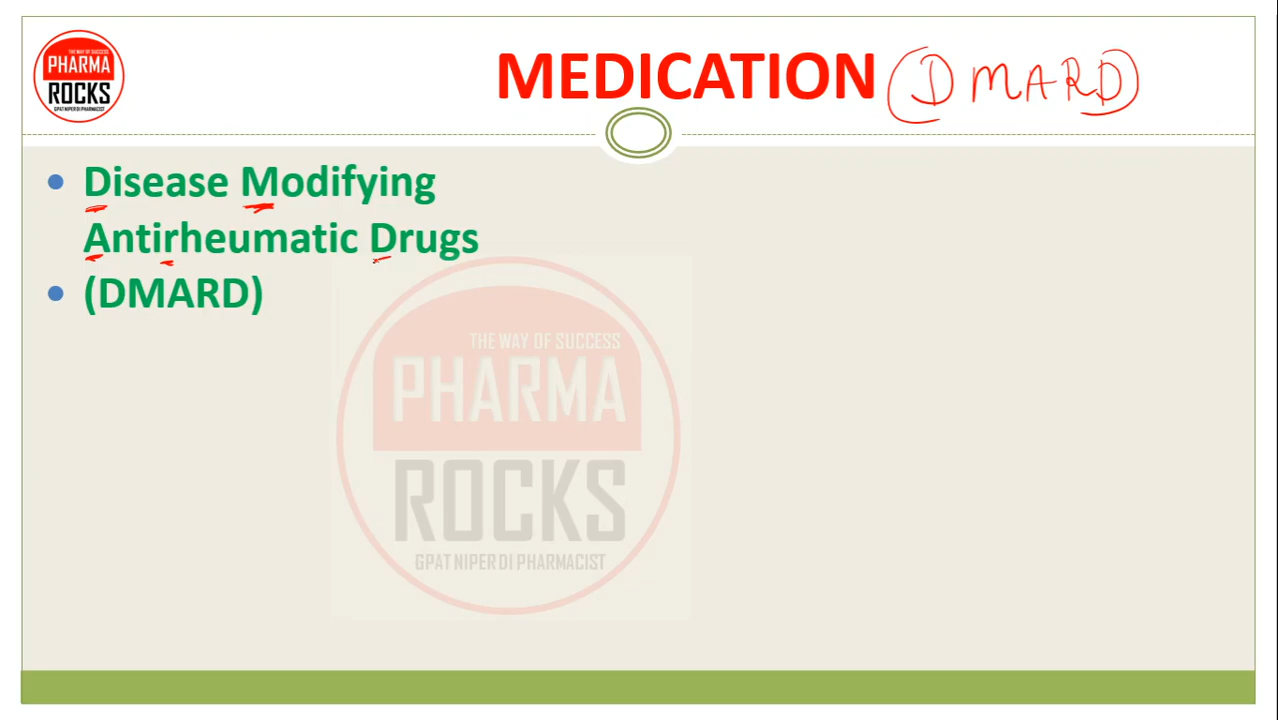 THE WAY OF SUCCESS
PHARMA
ROCKS
GPAT NIPER DI PHARMACIST
MEDICATION (DMARD)
• Disease Modifying
Antirheumatic Drugs
• (DMARD)
THE WAY OF SUCCESS
PHARMA
ROCKS
GPAT NIPER DI PHARMACIST